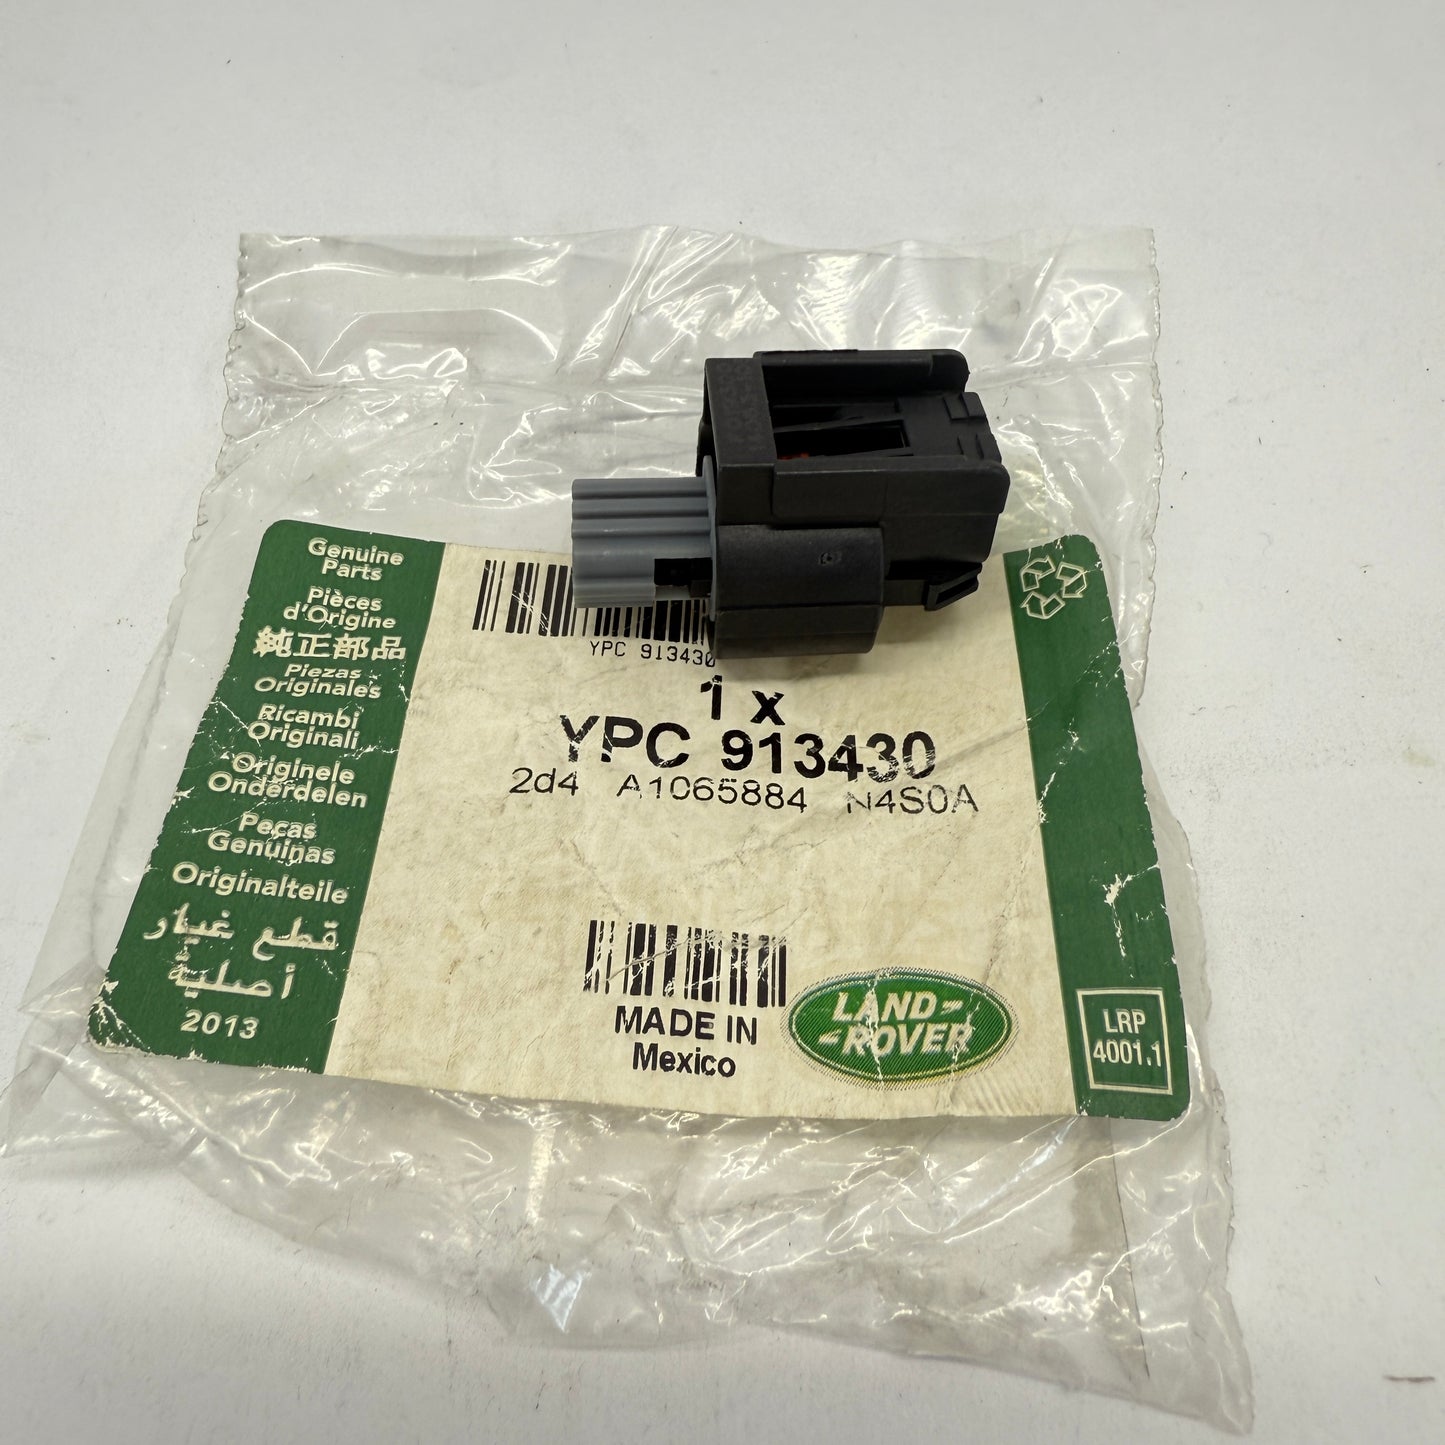 Genuine
Parts
Pièces
d'Origine
純正部品
Piezas
Originales
Ricambi
Originali
Originele
Onderdelen
Peças
Genuínas
Originalteile
قطع غيار
أصلية
2013
YPC 913430
1 x
YPC 913430
2d4 A1065884 N4S0A
MADE IN
Mexico
LAND-
-ROVER
LRP
4001.1